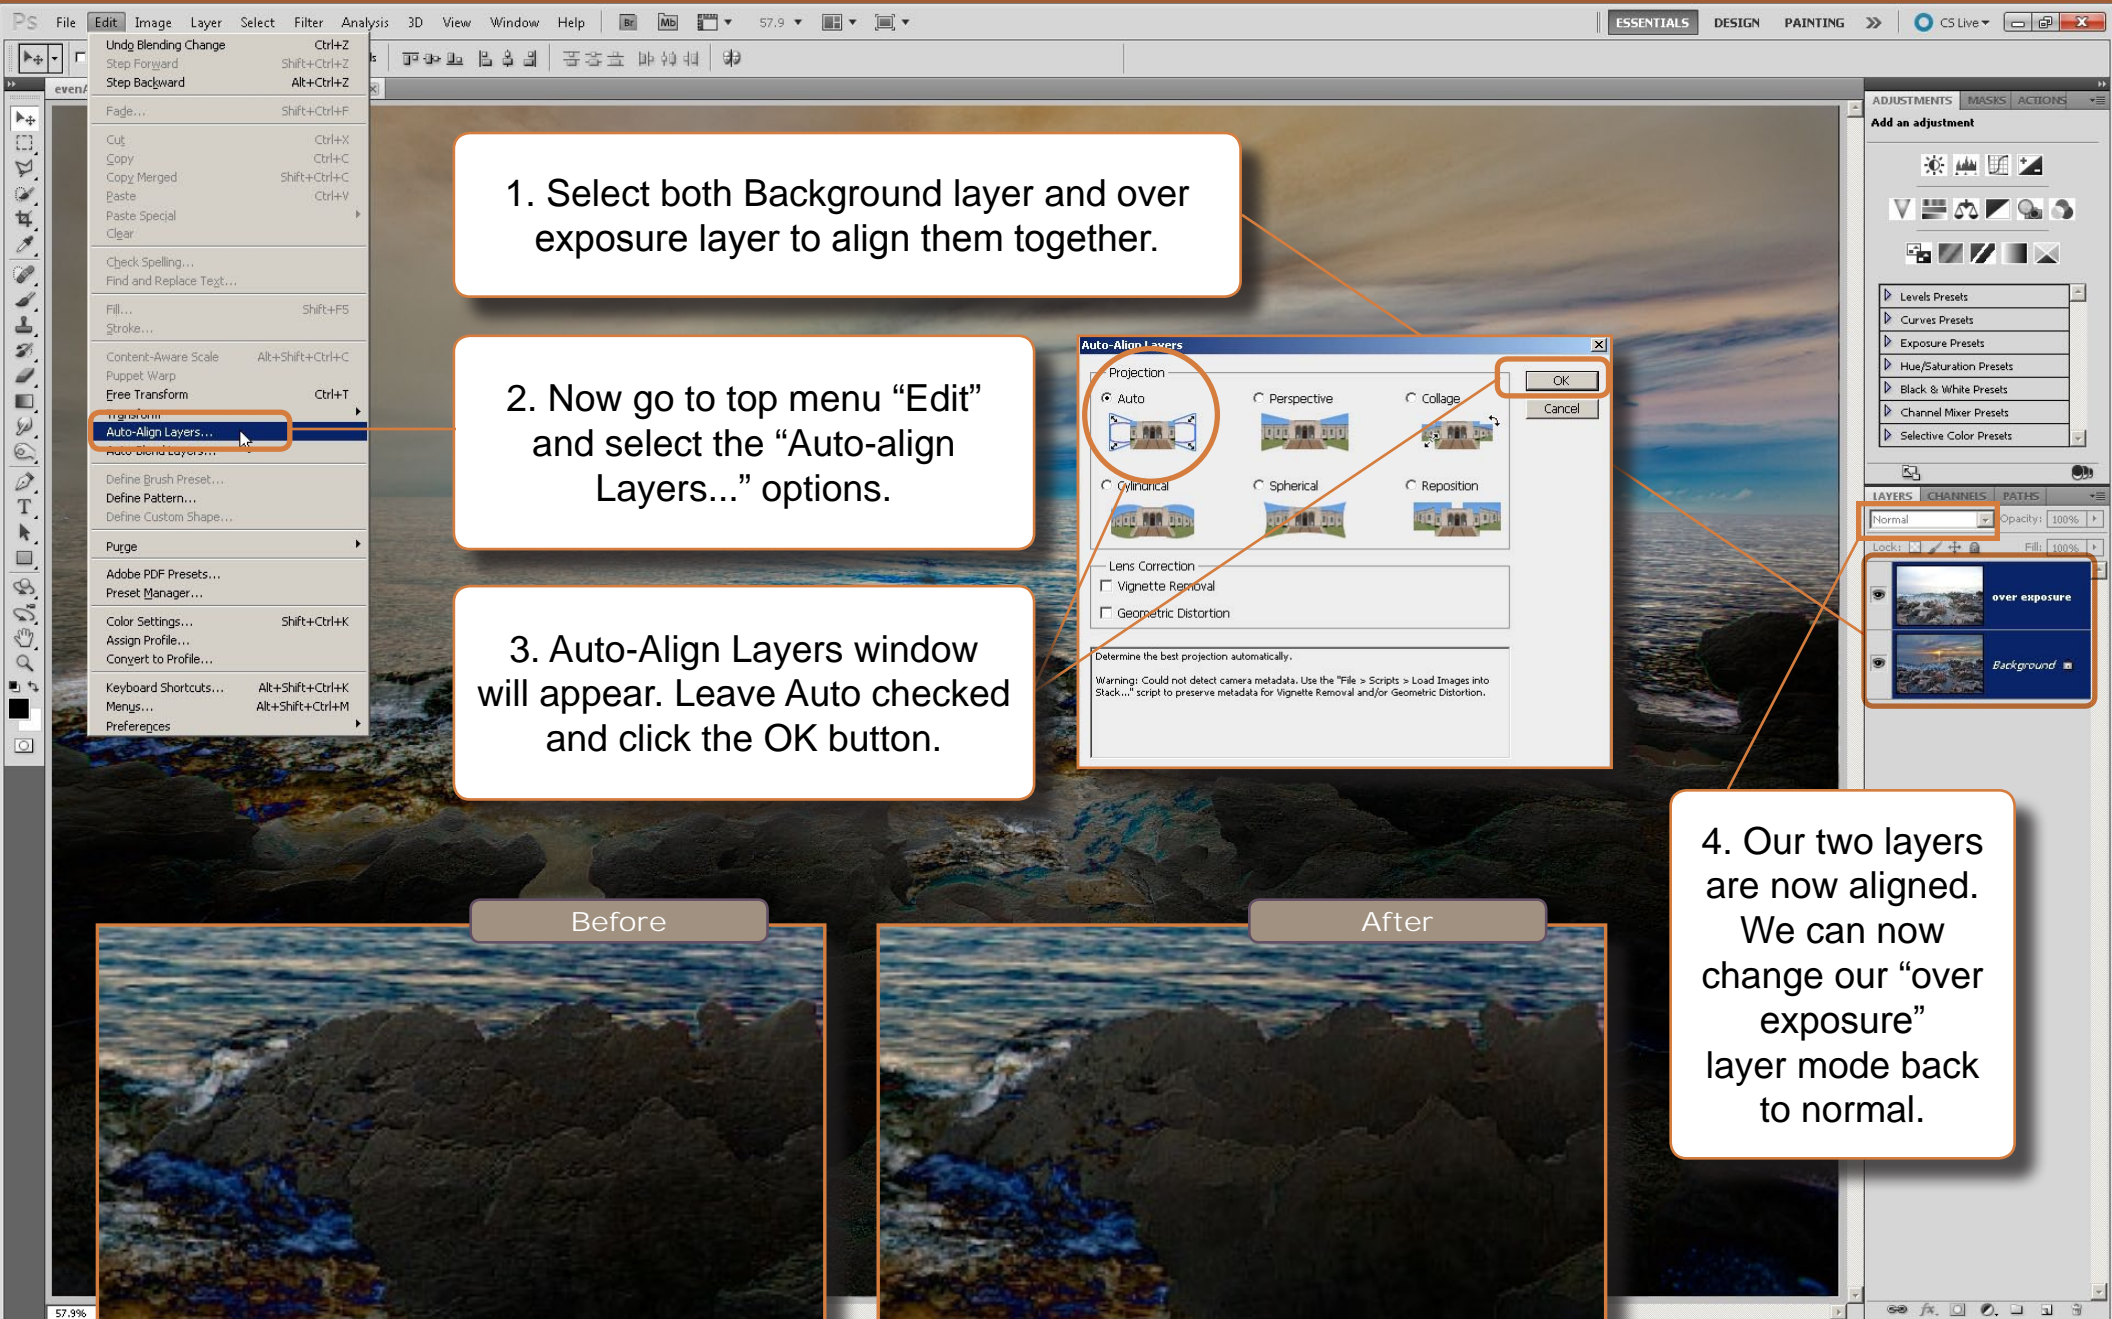 Ps File Edit Image Layer Select Filter Analysis 3D View Window Help Br Mb 57.9 ESSENTIALS DESIGN PAINTING CS Live
Undo Blending Change Ctrl+Z
Step Forward Shift+Ctrl+Z
Step Backward Alt+Ctrl+Z
Fade... Shift+Ctrl+F
Cut Ctrl+X
Copy Ctrl+C
Copy Merged Shift+Ctrl+C
Paste Ctrl+V
Paste Special
Clear
Check Spelling...
Find and Replace Text...
Fill... Shift+F5
Stroke...
Content-Aware Scale Alt+Shift+Ctrl+C
Puppet Warp
Free Transform Ctrl+T
Transform
Auto-Align Layers...
Auto-Blend Layers...
Define Brush Preset...
Define Pattern...
Define Custom Shape...
Purge
Adobe PDF Presets...
Preset Manager...
Color Settings... Shift+Ctrl+K
Assign Profile...
Convert to Profile...
Keyboard Shortcuts... Alt+Shift+Ctrl+K
Menus... Alt+Shift+Ctrl+M
Preferences
1. Select both Background layer and over
exposure layer to align them together.
2. Now go to top menu “Edit”
and select the “Auto-align
Layers...” options.
3. Auto-Align Layers window
will appear. Leave Auto checked
and click the OK button.
Auto-Align Layers
Projection
OK
Cancel
Auto Perspective Collage
Cylindrical Spherical Reposition
Lens Correction
Vignette Removal
Geometric Distortion
Determine the best projection automatically.
Warning: Could not detect camera metadata. Use the "File > Scripts > Load Images into
Stack..." script to preserve metadata for Vignette Removal and/or Geometric Distortion.
ADJUSTMENTS MASKS ACTIONS
Add an adjustment
Levels Presets
Curves Presets
Exposure Presets
Hue/Saturation Presets
Black & White Presets
Channel Mixer Presets
Selective Color Presets
LAYERS CHANNELS PATHS
Normal Opacity: 100%
Lock: Fill: 100%
over exposure
Background
4. Our two layers
are now aligned.
We can now
change our “over
exposure”
layer mode back
to normal.
Before
After
57.9%